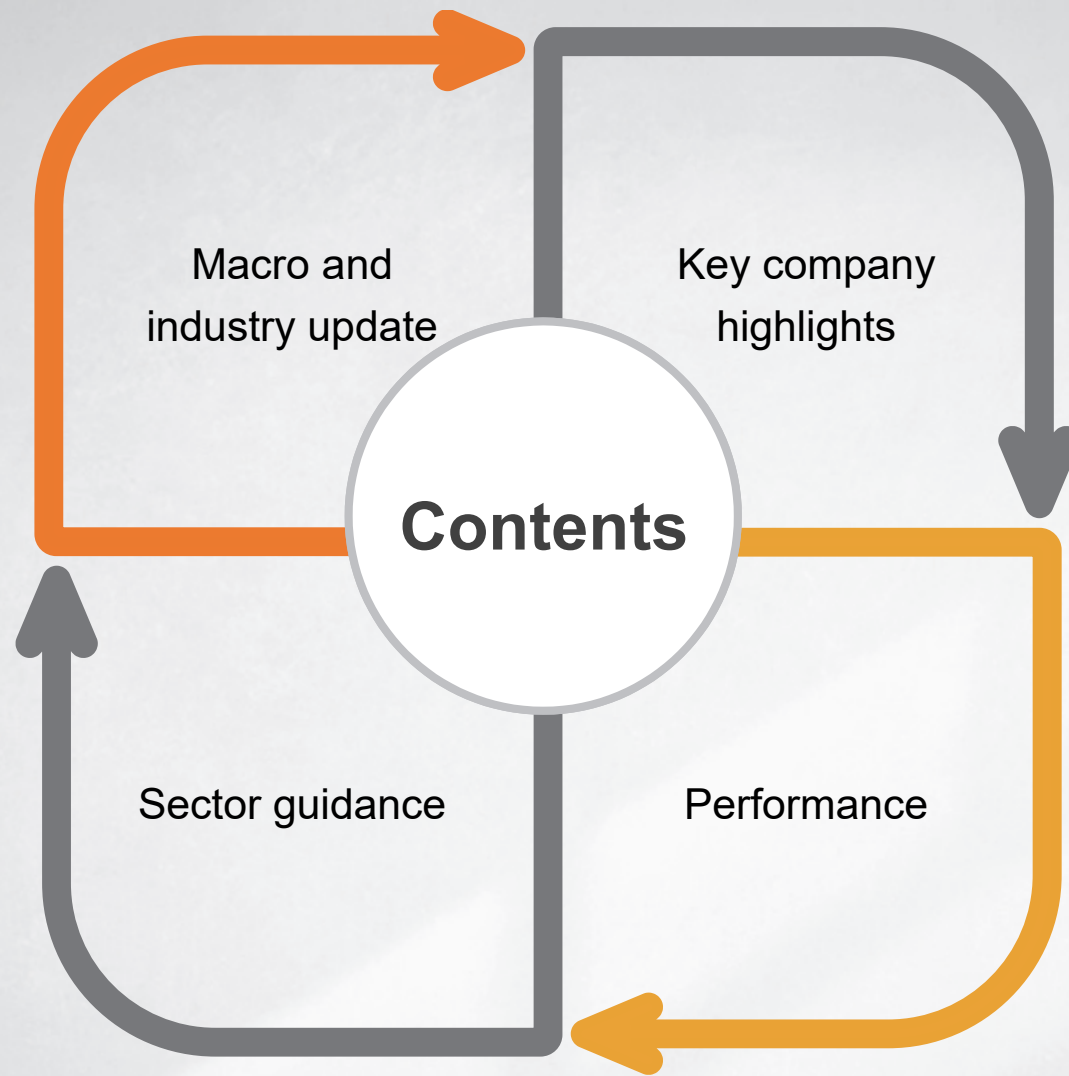 Macro and
industry update
Key company
highlights
Contents
Sector guidance
Performance